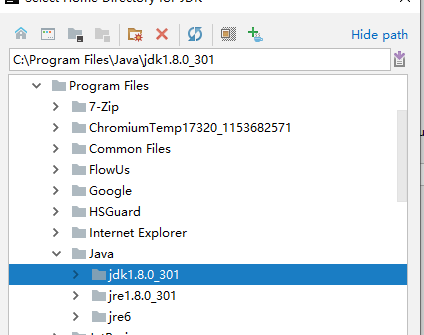 Select Home Directory for JDK
Hide path
C:\Program Files\Java\jdk1.8.0_301
Program Files
7-Zip
ChromiumTemp17320_1153682571
Common Files
FlowUs
Google
HSGuard
Internet Explorer
Java
jdk1.8.0_301
jre1.8.0_301
jre6